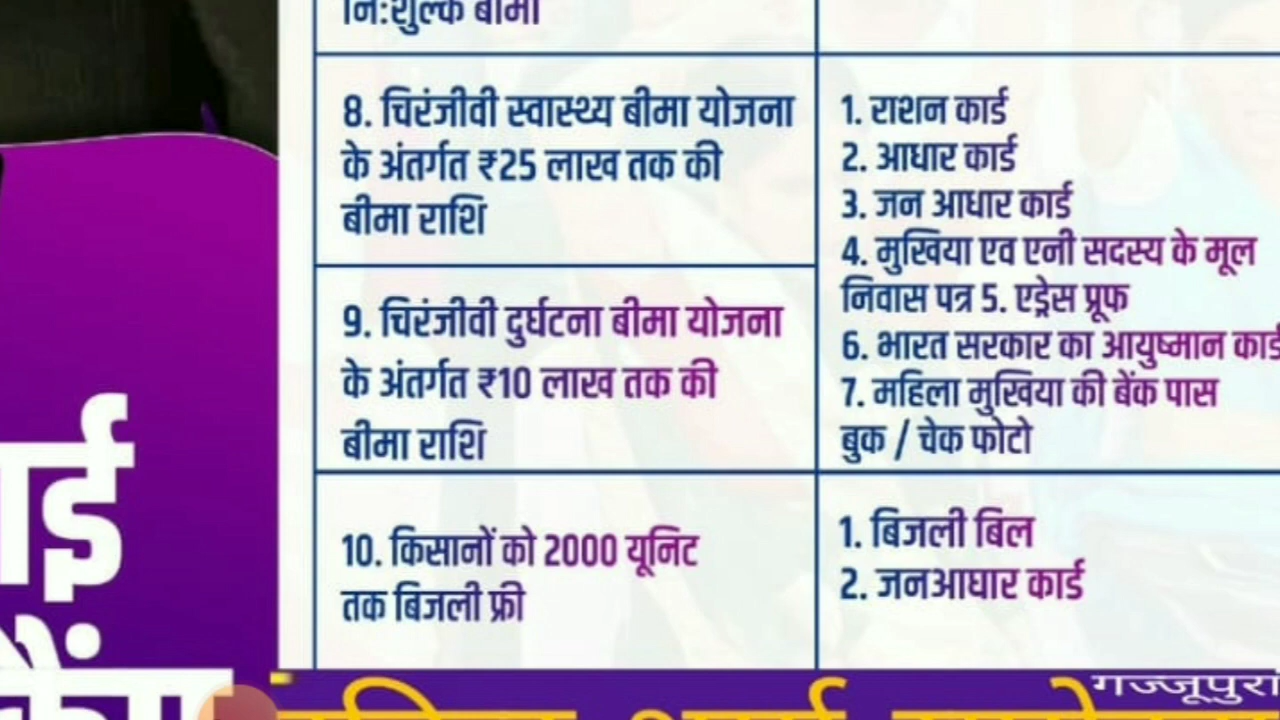 नि:शुल्क बीमा
8. चिरंजीवी स्वास्थ्य बीमा योजना
के अंतर्गत ₹25 लाख तक की
बीमा राशि
9. चिरंजीवी दुर्घटना बीमा योजना
के अंतर्गत ₹10 लाख तक की
बीमा राशि
1. राशन कार्ड
2. आधार कार्ड
3. जन आधार कार्ड
4. मुखिया एव एनी सदस्य के मूल
निवास पत्र 5. एड्रेस प्रूफ
6. भारत सरकार का आयुष्मान कार्ड
7. महिला मुखिया की बेंक पास
बुक / चेक फोटो
10. किसानों को 2000 यूनिट
तक बिजली फ्री
1. बिजली बिल
2. जनआघार कार्ड
गज्जूपुरा